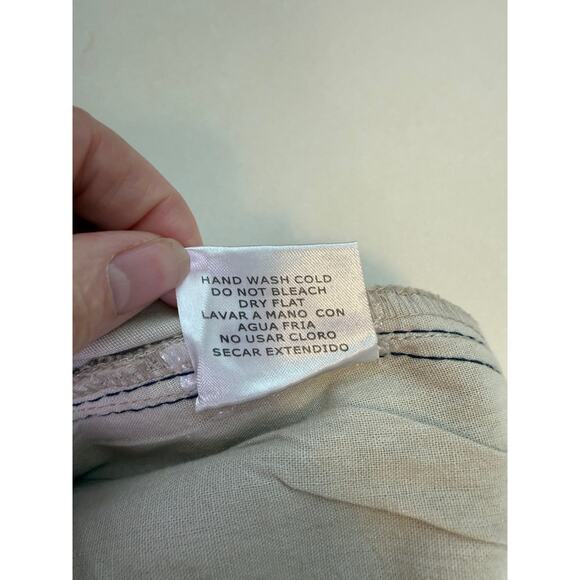 HAND WASH COLD
DO NOT BLEACH
DRY FLAT
LAVAR A MANO CON
AGUA FRIA
NO USAR CLORO
SECAR EXTENDIDO